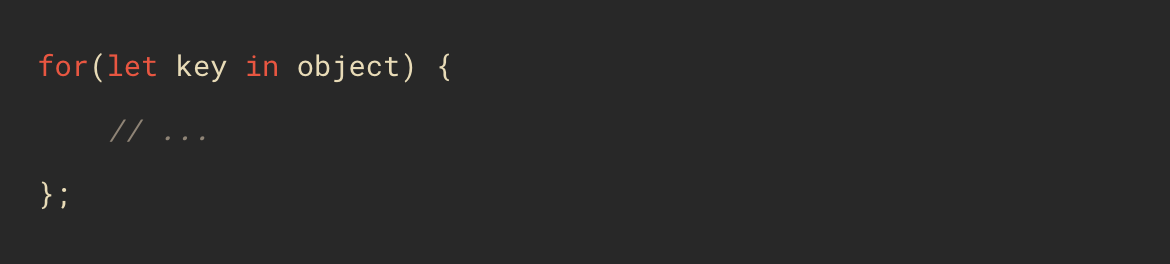 for(let key in object) {
    // ...
};